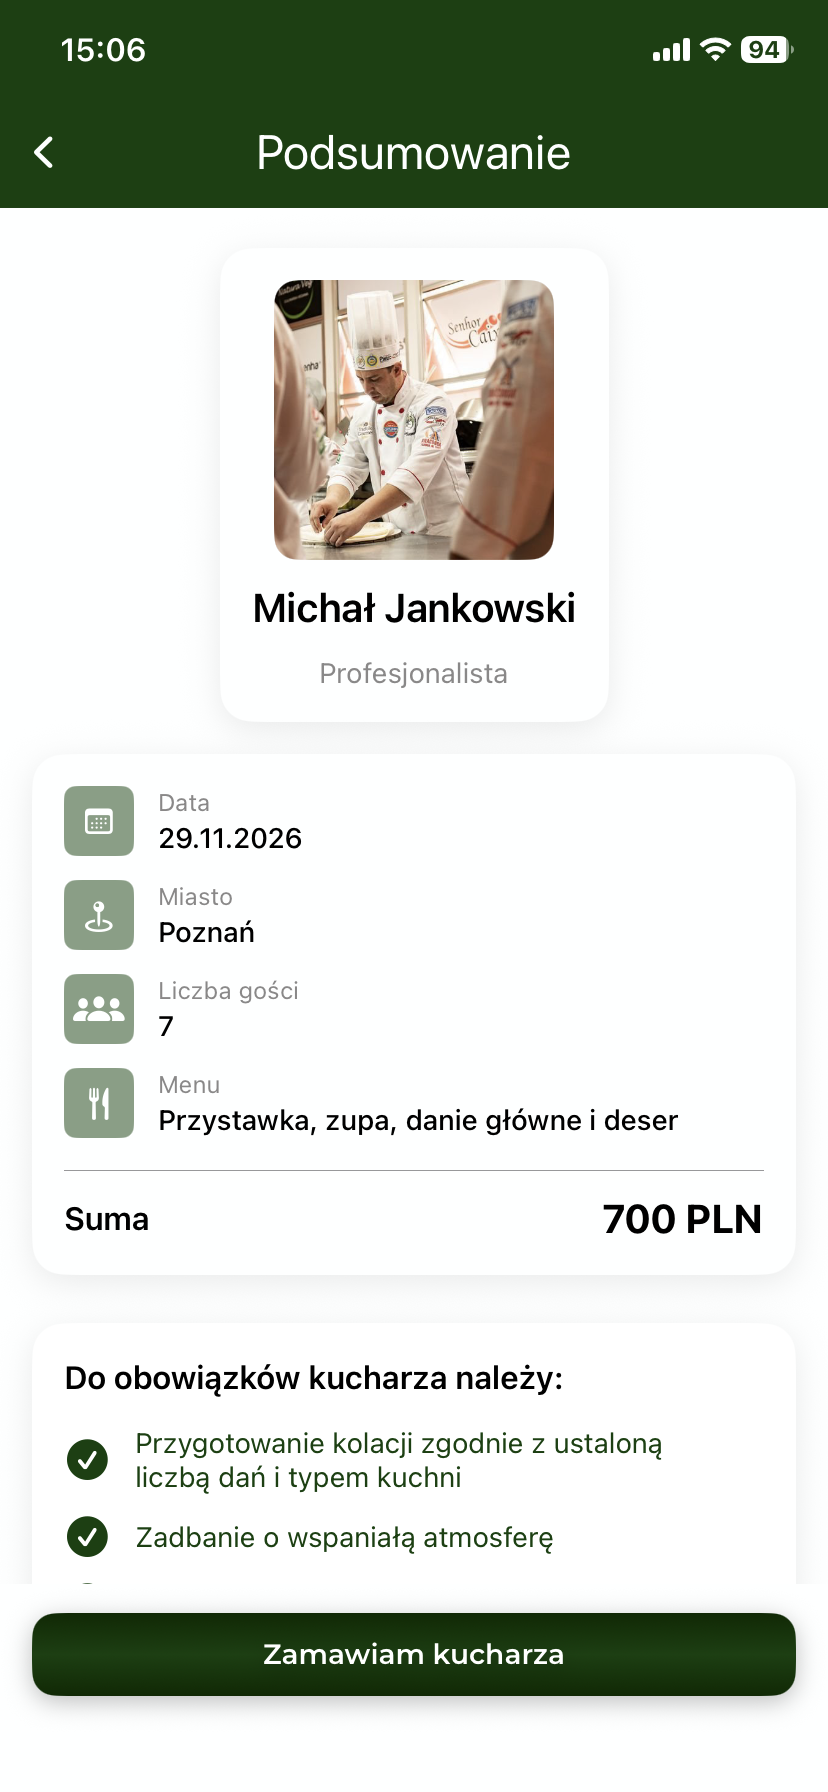 15:06
94
Podsumowanie
Senhor
Michał Jankowski
Profesjonalista
Data
29.11.2026
Miasto
Poznań
Liczba gości
7
Menu
Przystawka, zupa, danie główne i deser
Suma
700 PLN
Do obowiązków kucharza należy:
Przygotowanie kolacji zgodnie z ustaloną
liczbą dań i typem kuchni
Zadbanie o wspaniałą atmosferę
Zamawiam kucharza